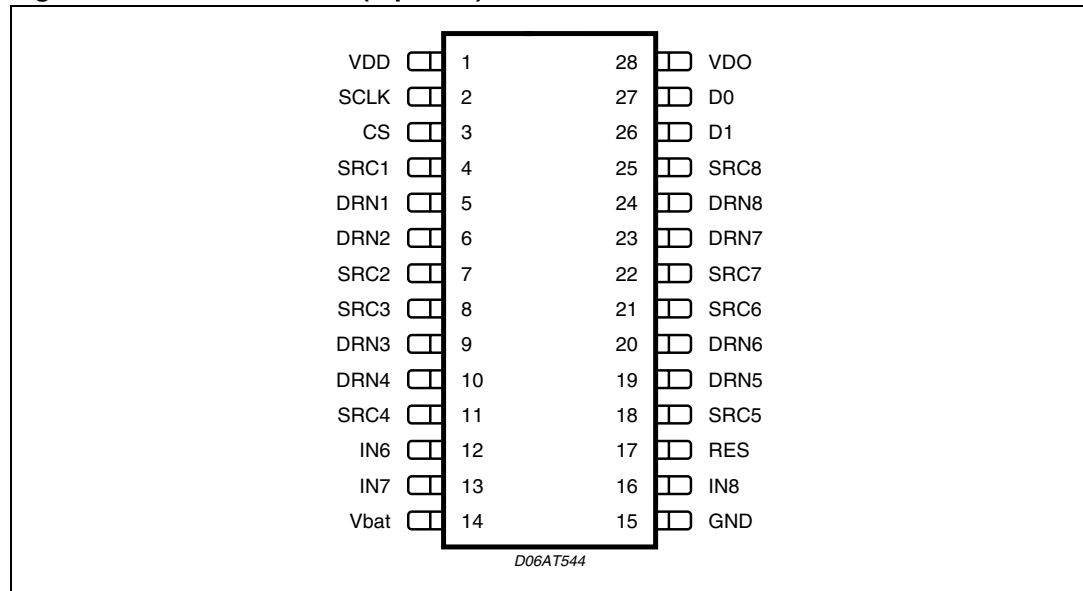 VDD 1 28 VDO
SCLK 2 27 D0
CS 3 26 D1
SRC1 4 25 SRC8
DRN1 5 24 DRN8
DRN2 6 23 DRN7
SRC2 7 22 SRC7
SRC3 8 21 SRC6
DRN3 9 20 DRN6
DRN4 10 19 DRN5
SRC4 11 18 SRC5
IN6 12 17 RES
IN7 13 16 IN8
Vbat 14 15 GND
D06AT544